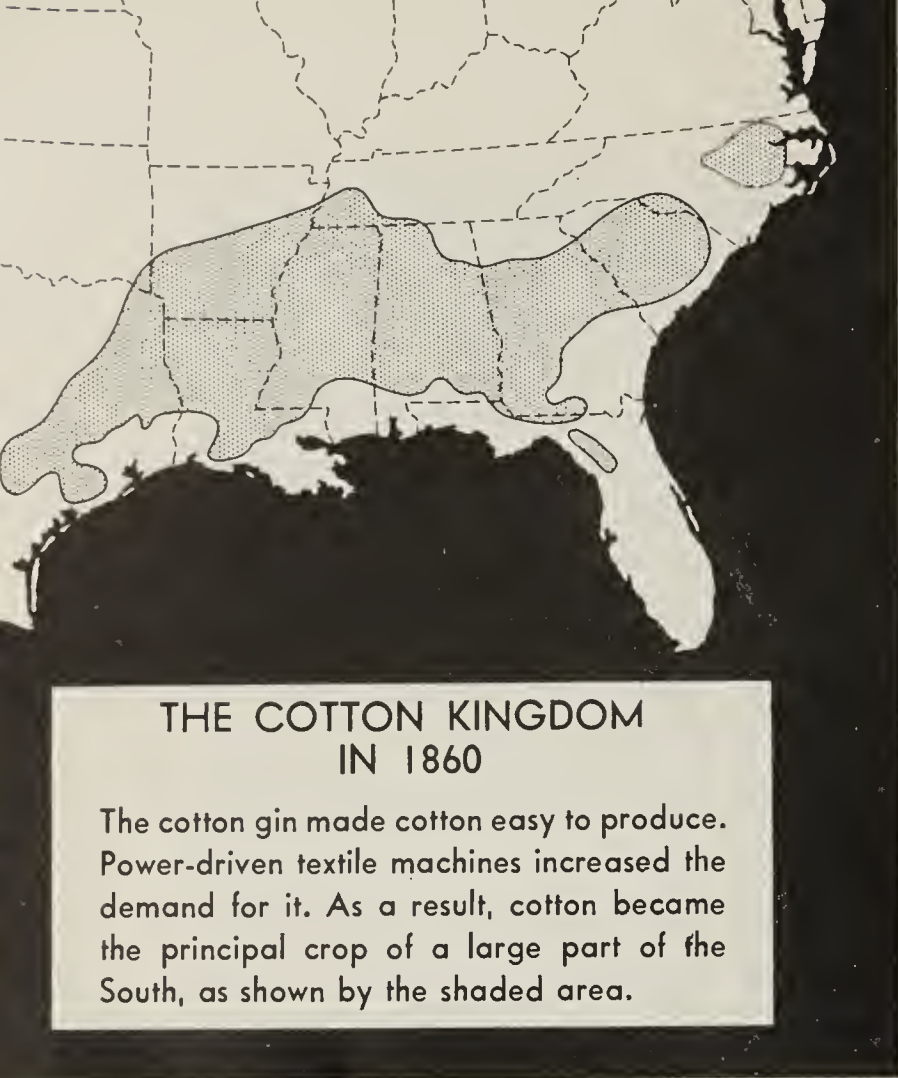 THE COTTON KINGDOM
IN 1860
The cotton gin made cotton easy to produce.
Power-driven textile machines increased the
demand for it. As a result, cotton became
the principal crop of a large part of the
South, as shown by the shaded area.